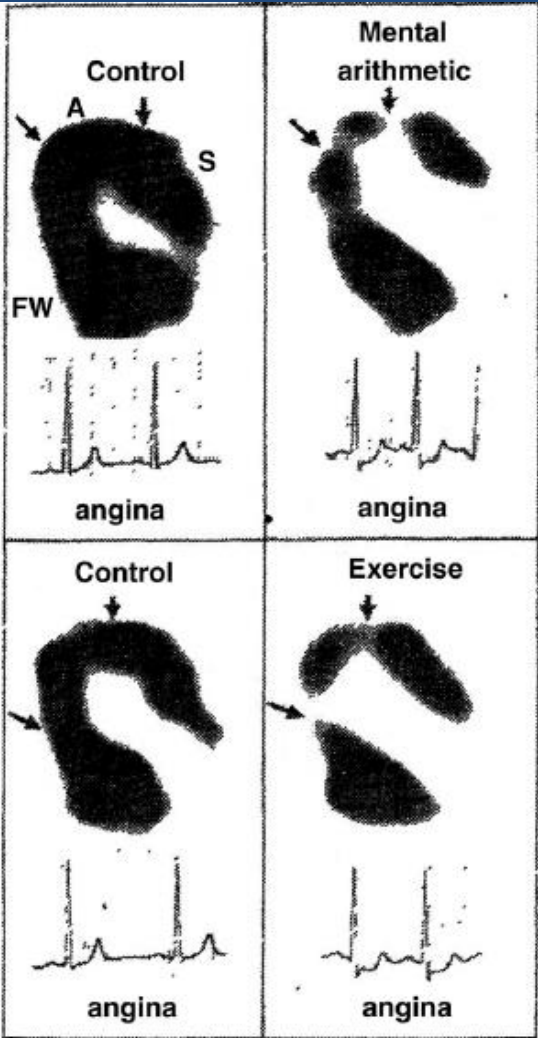 Control
A
S
FW
angina
Mental
arithmetic
angina
Control
angina
Exercise
angina